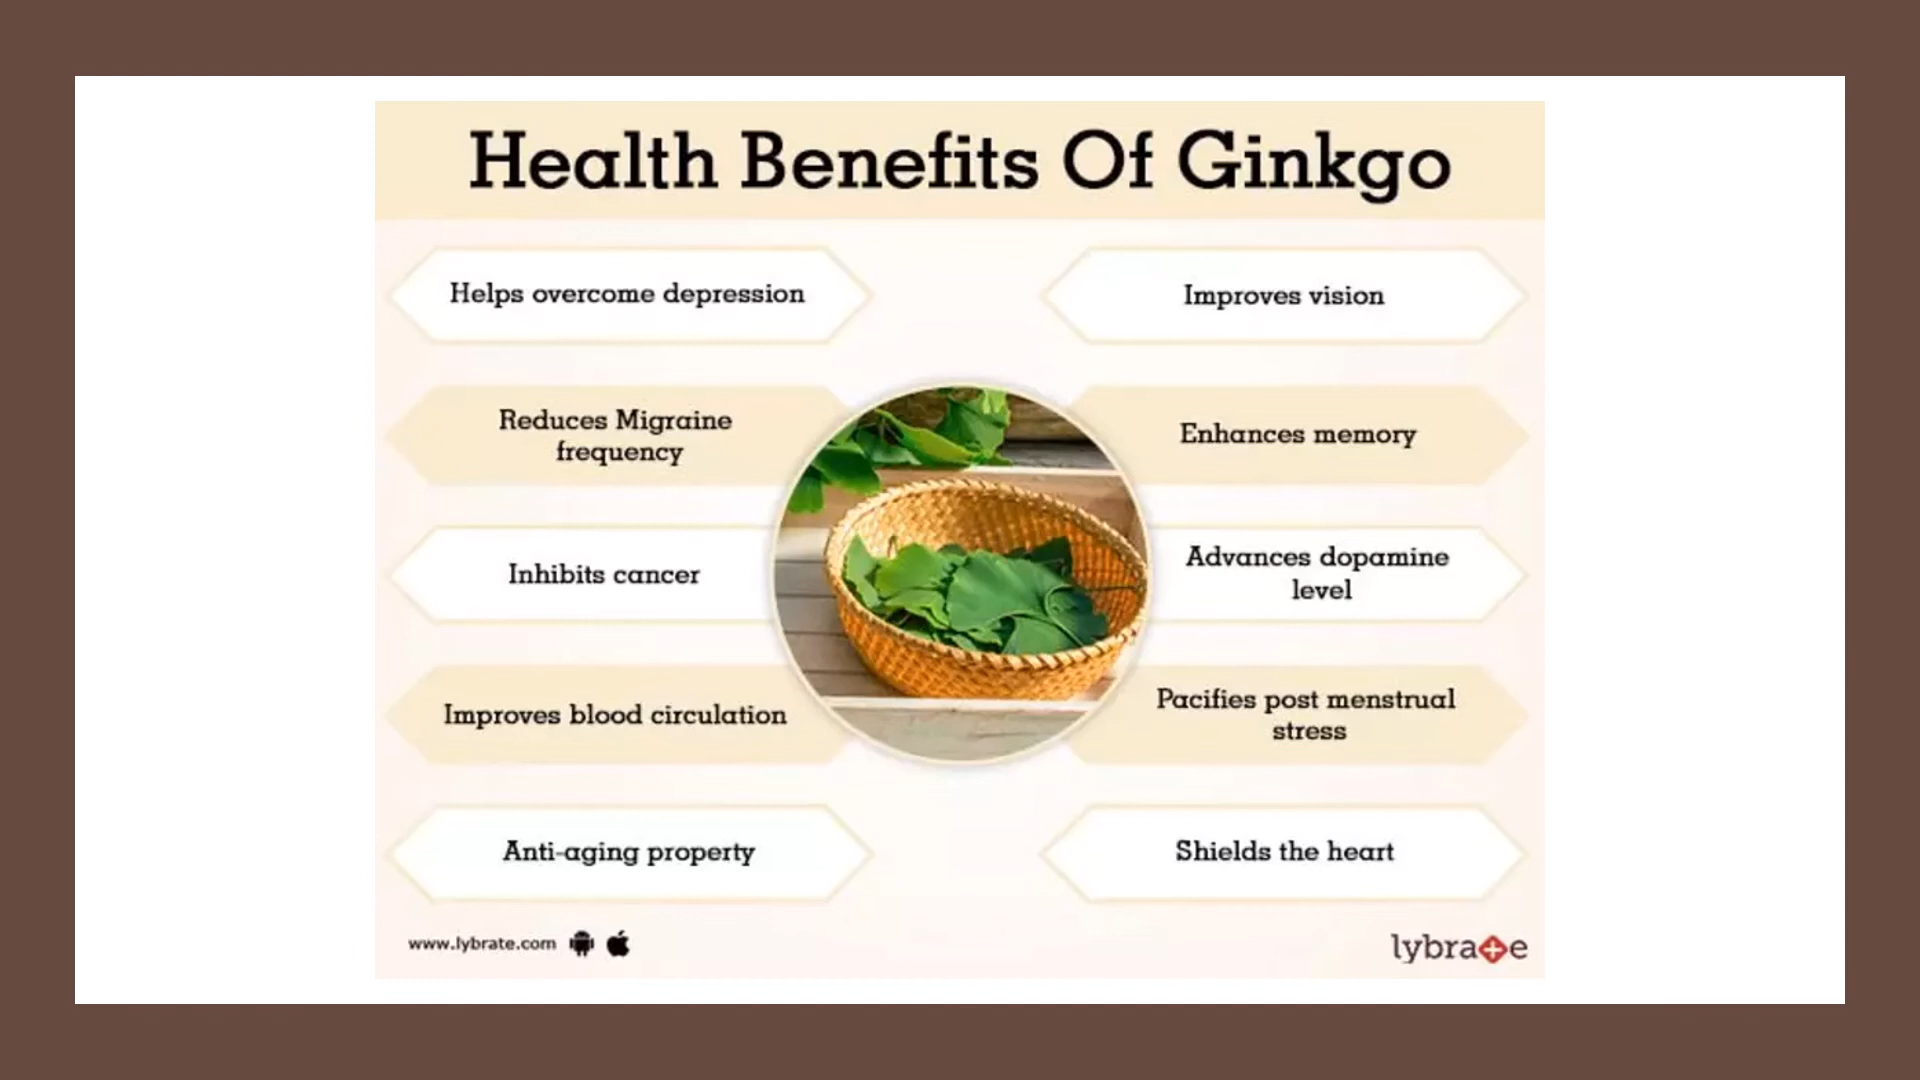 Health Benefits Of Ginkgo
Helps overcome depression
Improves vision
Reduces Migraine
frequency
Enhances memory
Inhibits cancer
Advances dopamine
level
Improves blood circulation
Pacifies post menstrual
stress
Anti-aging property
Shields the heart
www.lybrate.com
lybrate